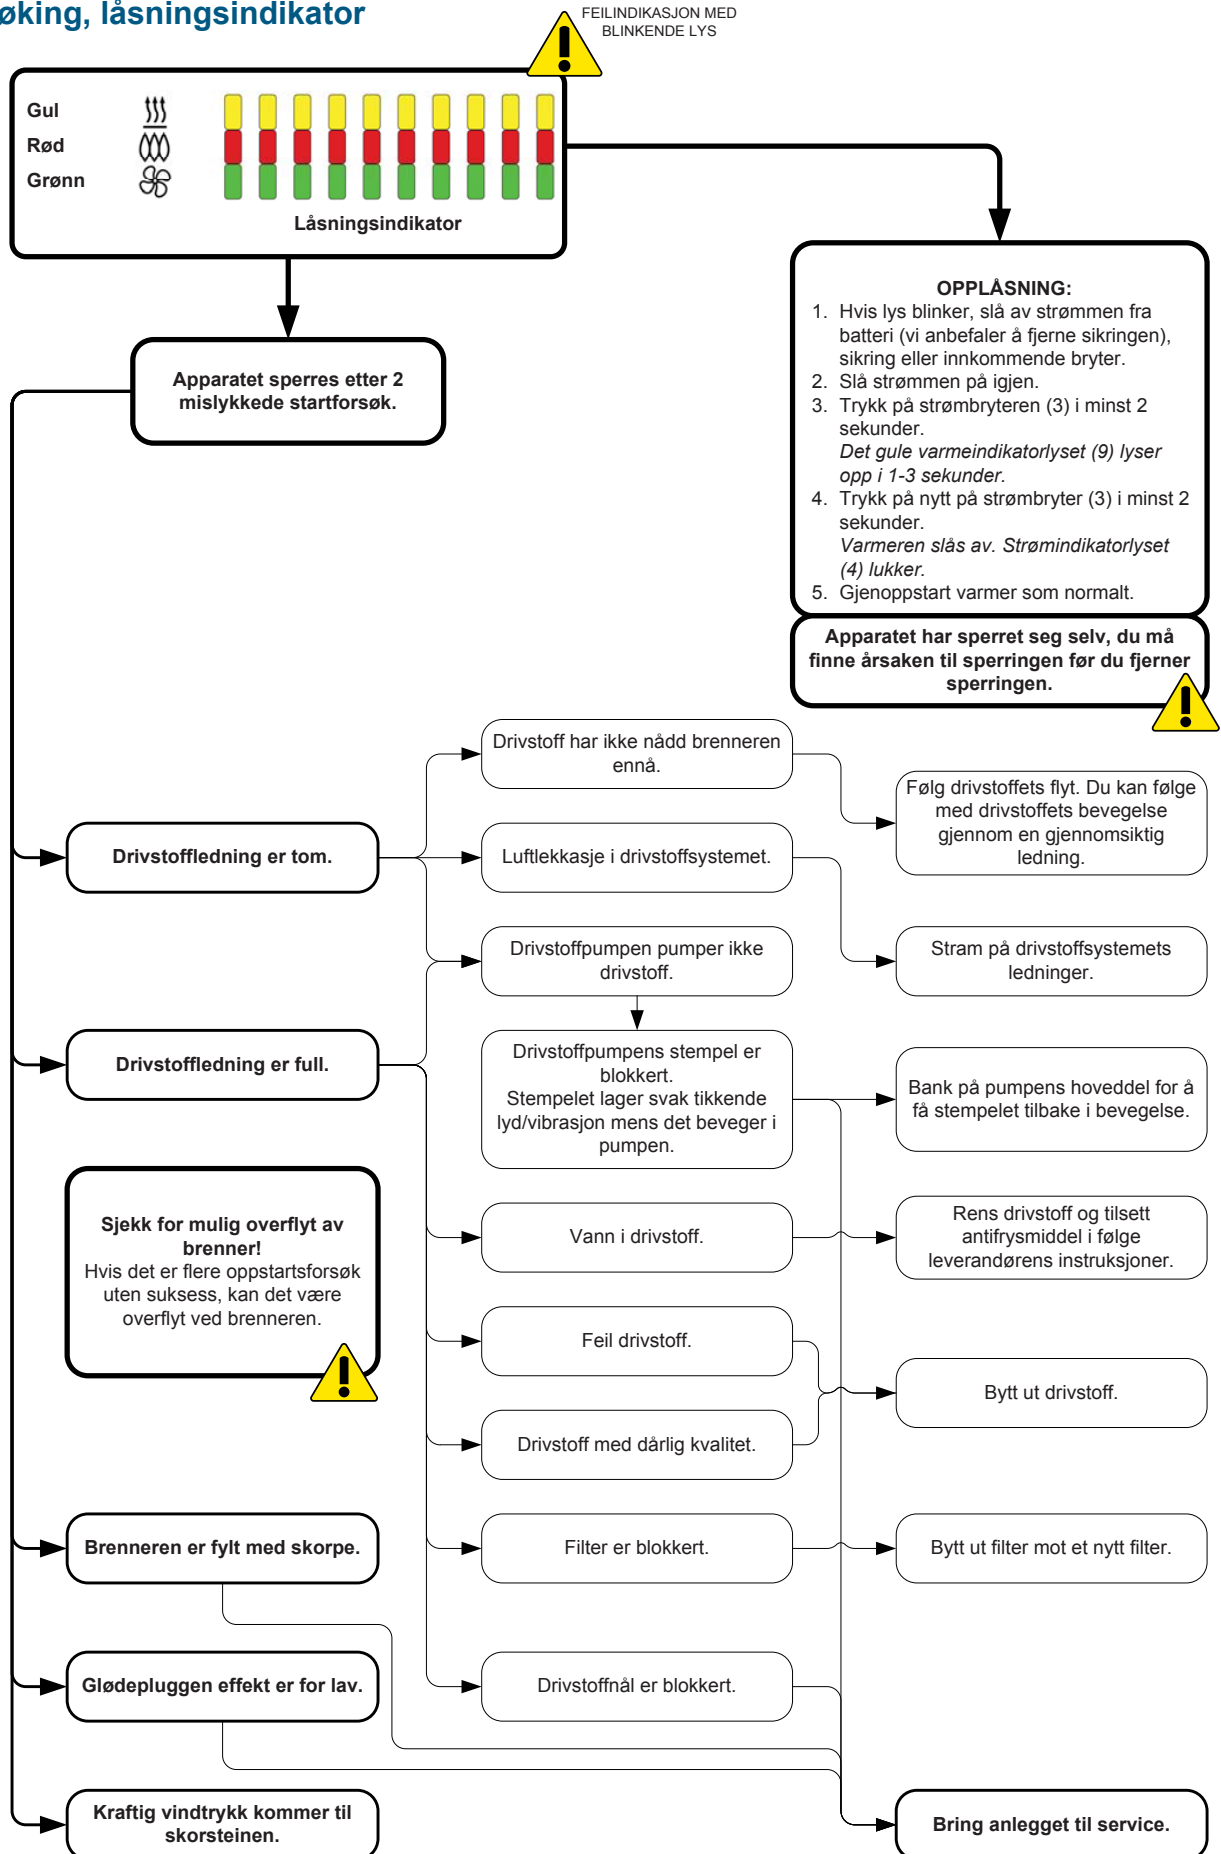 øking, låsningsindikator
FEILINDIKASJON MED
BLINKENDE LYS
Gul
Rød
Grønn
Låsningsindikator
OPPLÅSNING:
1. Hvis lys blinker, slå av strømmen fra
batteri (vi anbefaler å fjerne sikringen),
sikring eller innkommende bryter.
2. Slå strømmen på igjen.
3. Trykk på strømbryteren (3) i minst 2
sekunder.
Det gule varmeindikatorlyset (9) lyser
opp i 1-3 sekunder.
4. Trykk på nytt på strømbryter (3) i minst 2
sekunder.
Varmeren slås av. Strømindikatorlyset
(4) lukker.
5. Gjenoppstart varmer som normalt.
Apparatet har sperret seg selv, du må
finne årsaken til sperringen før du fjerner
sperringen.
Apparatet sperres etter 2
mislykkede startforsøk.
Drivstoffledning er tom.
Drivstoff har ikke nådd brenneren
ennå.
Følg drivstoffets flyt. Du kan følge
med drivstoffets bevegelse
gjennom en gjennomsiktig
ledning.
Luftlekkasje i drivstoffsystemet.
Stram på drivstoffsystemets
ledninger.
Drivstoffpumpen pumper ikke
drivstoff.
Drivstoffledning er full.
Drivstoffpumpens stempel er
blokkert.
Stempelet lager svak tikkende
lyd/vibrasjon mens det beveger i
pumpen.
Bank på pumpens hoveddel for å
få stempelet tilbake i bevegelse.
Sjekk for mulig overflyt av
brenner!
Hvis det er flere oppstartsforsøk
uten suksess, kan det være
overflyt ved brenneren.
Vann i drivstoff.
Rens drivstoff og tilsett
antifrysmiddel i følge
leverandørens instruksjoner.
Feil drivstoff.
Bytt ut drivstoff.
Drivstoff med dårlig kvalitet.
Brenneren er fylt med skorpe.
Filter er blokkert.
Bytt ut filter mot et nytt filter.
Glødepluggen effekt er for lav.
Drivstoffnål er blokkert.
Kraftig vindtrykk kommer til
skorsteinen.
Bring anlegget til service.